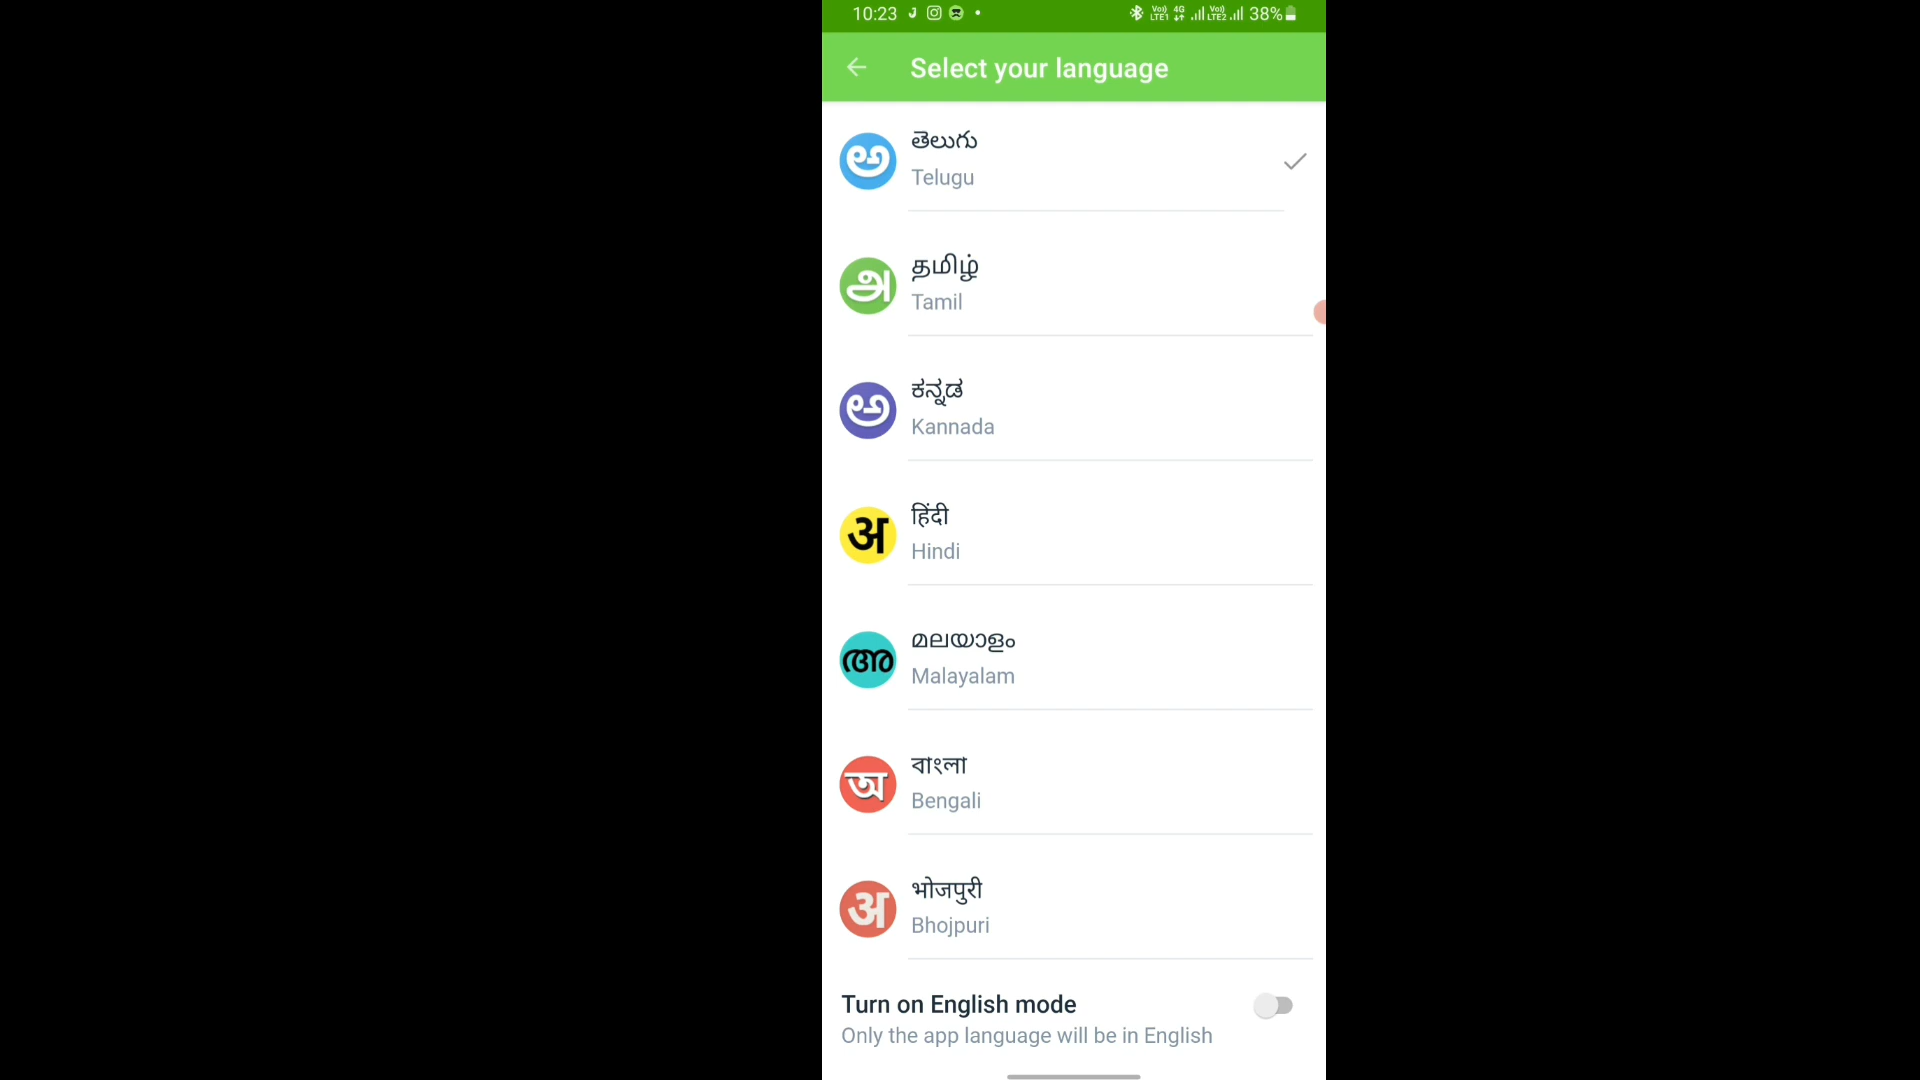 10:23 38%
Select your language
అ
తెలుగు
Telugu
அ
தமிழ்
Tamil
ಅ
ಕನ್ನಡ
Kannada
अ
हिंदी
Hindi
അ
മലയാളം
Malayalam
অ
বাংলা
Bengali
अ
भोजपुरी
Bhojpuri
Turn on English mode
Only the app language will be in English